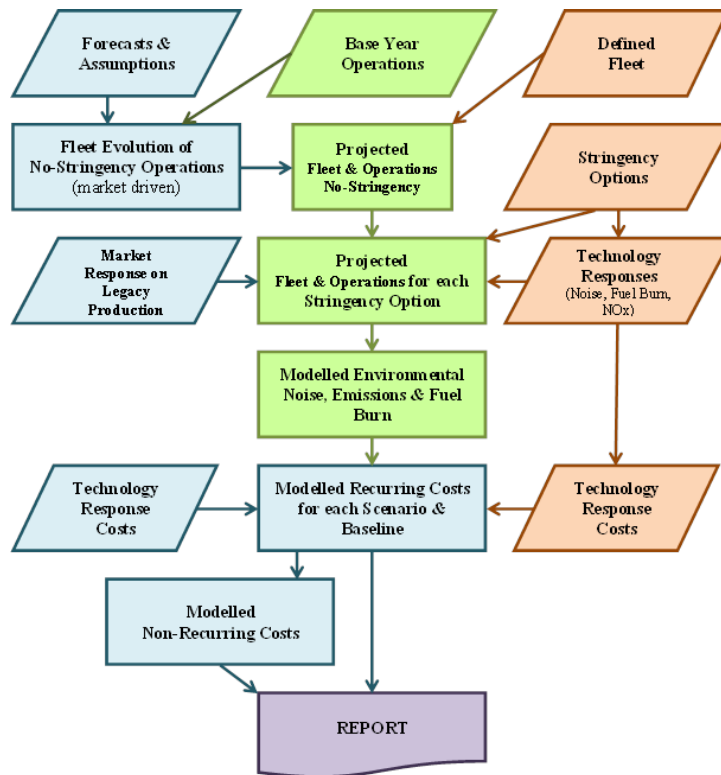 Forecasts &
Assumptions
Base Year
Operations
Defined
Fleet
Fleet Evolution of
No-Stringency Operations
(market driven)
Projected
Fleet & Operations
No-Stringency
Stringency
Options
Market
Response on
Legacy
Production
Projected
Fleet & Operations for each
Stringency Option
Technology
Responses
(Noise, Fuel Burn,
NOx)
Modelled Environmental
Noise, Emissions & Fuel
Burn
Technology
Response
Costs
Modelled Recurring Costs
for each Scenario &
Baseline
Technology
Response
Costs
Modelled
Non-Recurring Costs
REPORT